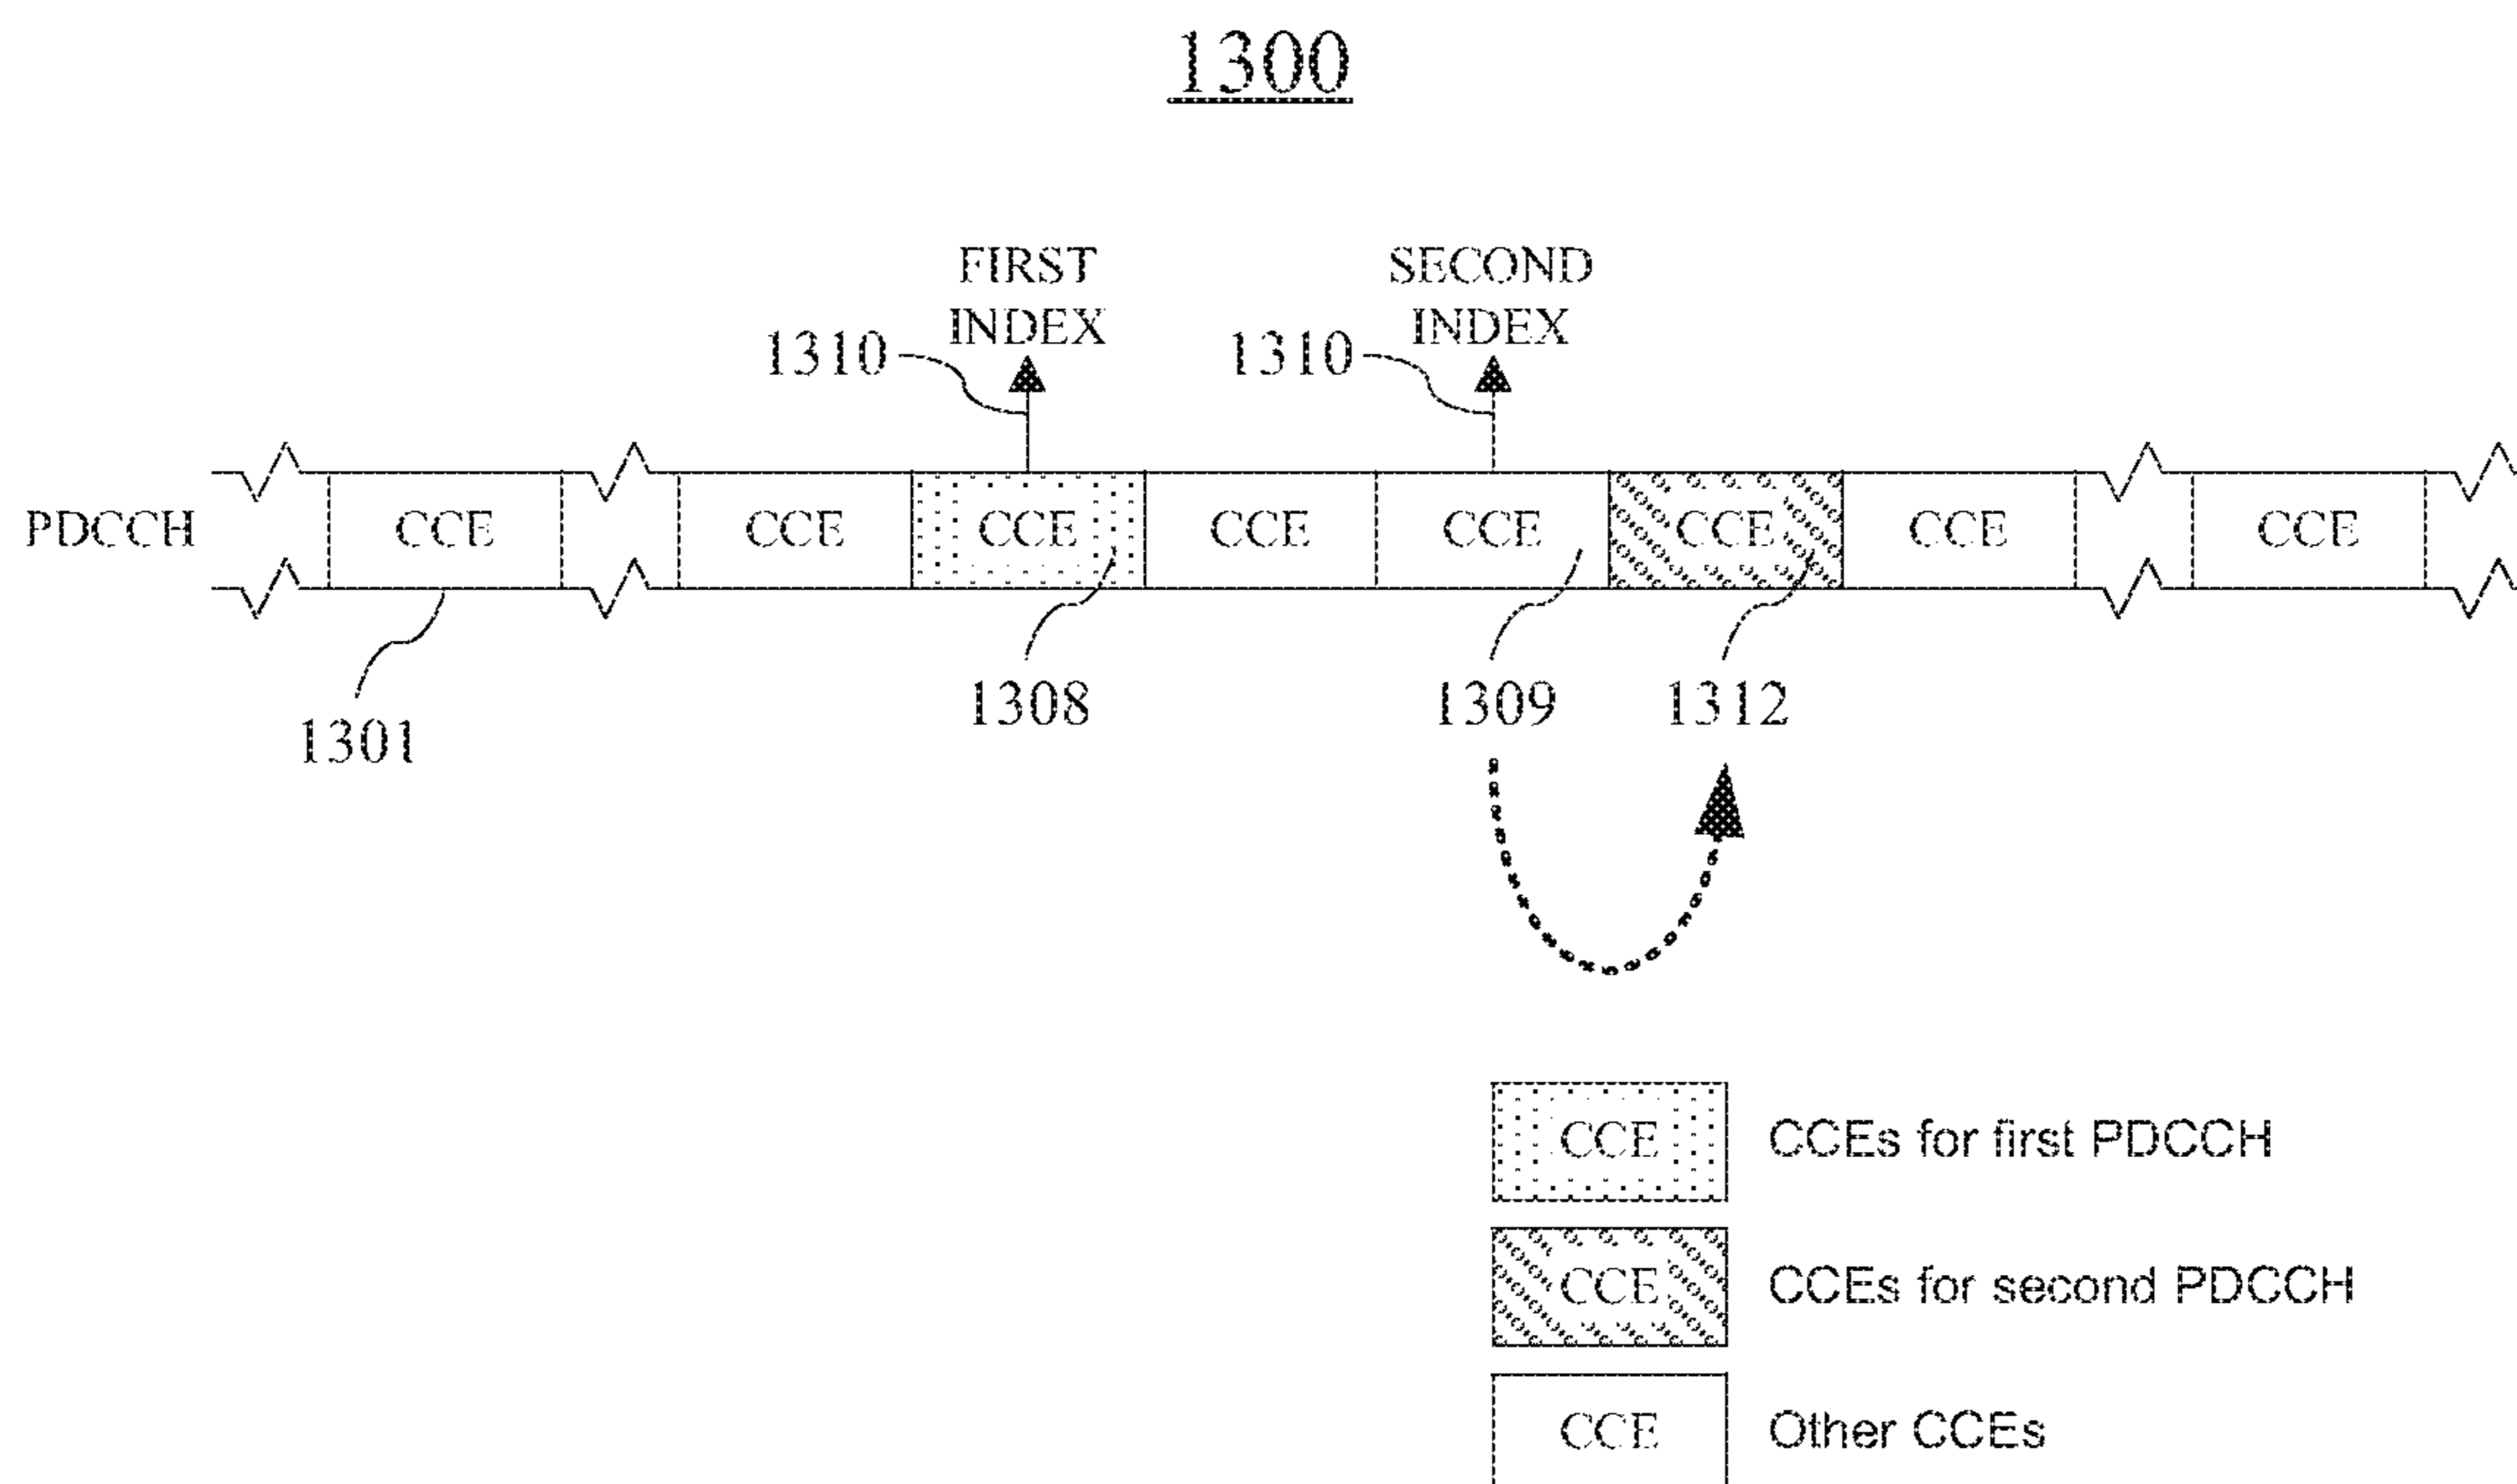 1300
FIRST
INDEX
SECOND
INDEX
1310
1310
PDCCH
CCE
CCE
CCE
CCE
CCE
CCE
CCE
CCE
1301
1308
1309
1312
CCE
CCEs for first PDCCH
CCE
CCEs for second PDCCH
CCE
Other CCEs